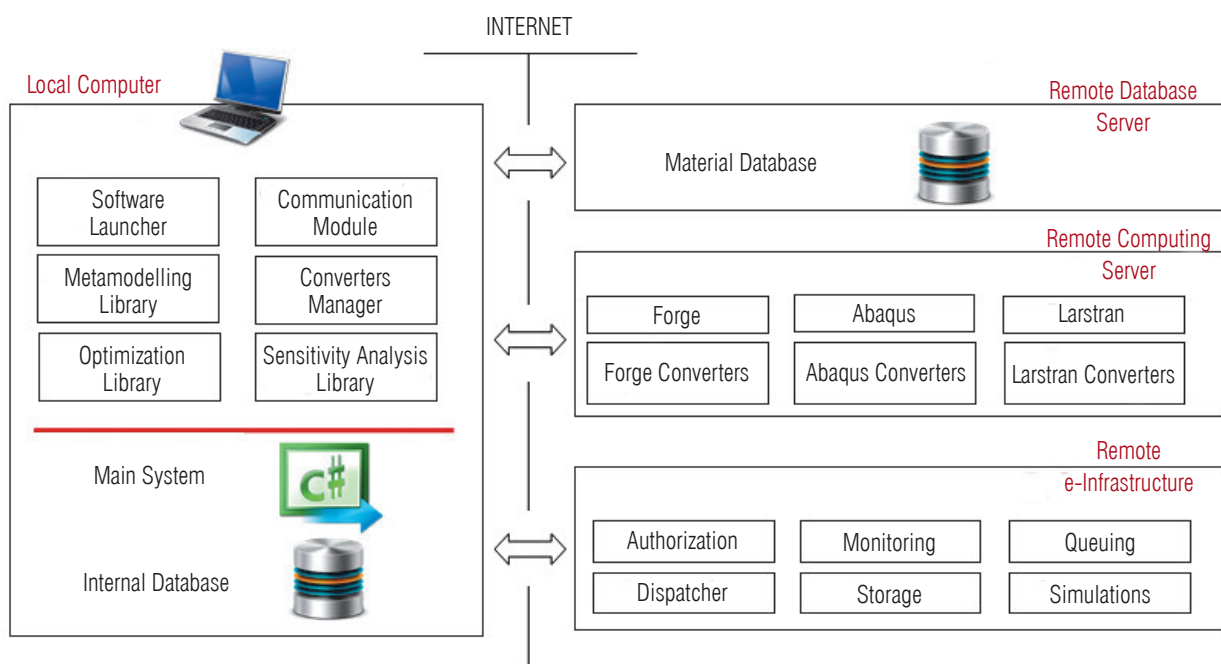 INTERNET
Local Computer
Software
Launcher
Communication
Module
Metamodelling
Library
Converters
Manager
Optimization
Library
Sensitivity Analysis
Library
Main System
C#
Internal Database
Remote Database
Server
Material Database
Remote Computing
Server
Forge
Abaqus
Larstran
Forge Converters
Abaqus Converters
Larstran Converters
Remote
e-Infrastructure
Authorization
Monitoring
Queuing
Dispatcher
Storage
Simulations